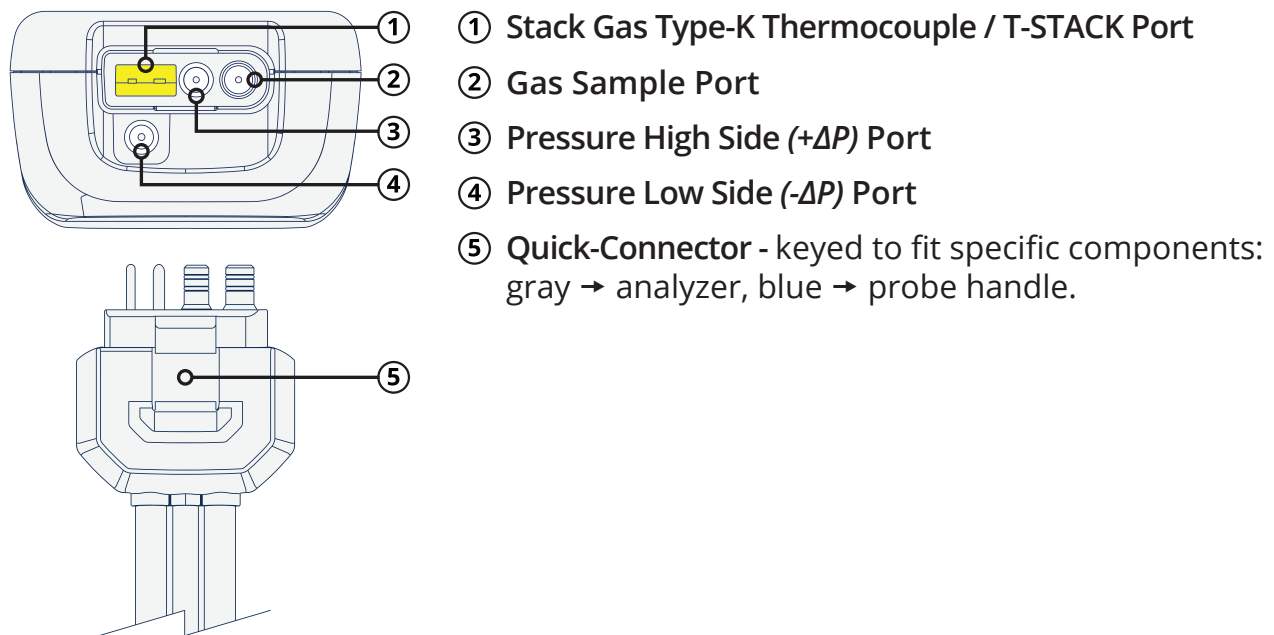 ① Stack Gas Type-K Thermocouple / T-STACK Port
② Gas Sample Port
③ Pressure High Side (+ΔP) Port
④ Pressure Low Side (-ΔP) Port
⑤ Quick-Connector - keyed to fit specific components:
gray → analyzer, blue → probe handle.
①
②
③
④
⑤